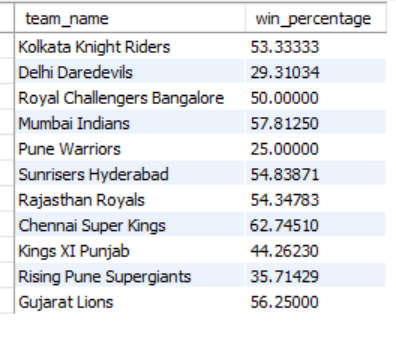 team_name win_percentage
Kolkata Knight Riders 53.33333
Delhi Daredevils 29.31034
Royal Challengers Bangalore 50.00000
Mumbai Indians 57.81250
Pune Warriors 25.00000
Sunrisers Hyderabad 54.83871
Rajasthan Royals 54.34783
Chennai Super Kings 62.74510
Kings XI Punjab 44.26230
Rising Pune Supergiants 35.71429
Gujarat Lions 56.25000